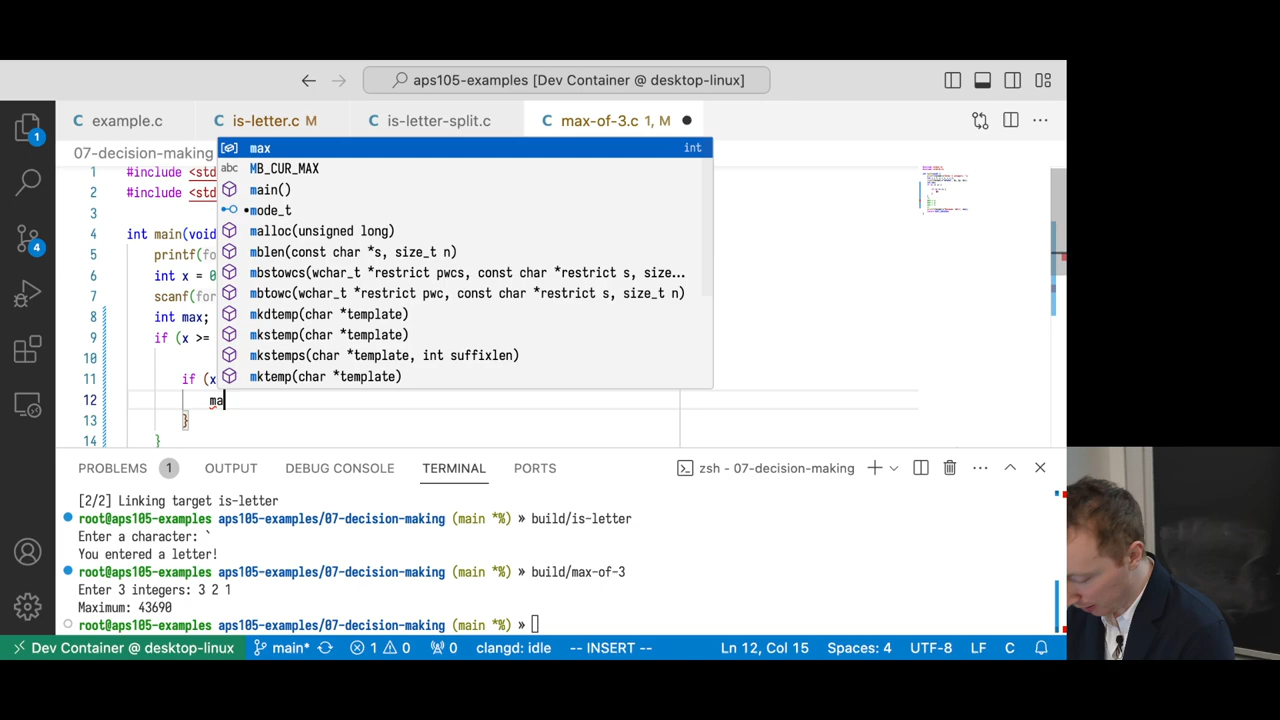 aps105-examples [Dev Container @ desktop-linux]
C example.c C is-letter.c M C is-letter-split.c C max-of-3.c 1, M
07-decision-making
1 #include <std
2 #include <std
3
4 int main(void
5 printf(fo
6 int x = 0
7 scanf(for
8 int max;
9 if (x >=
10
11 if (x
12 ma
13 }
14 }
max int
abc MB_CUR_MAX
main()
•mode_t
malloc(unsigned long)
mblen(const char *s, size_t n)
mbstowcs(wchar_t *restrict pwcs, const char *restrict s, size...
mbtowc(wchar_t *restrict pwc, const char *restrict s, size_t n)
mkdtemp(char *template)
mkstemp(char *template)
mkstemps(char *template, int suffixlen)
mktemp(char *template)
1
4
PROBLEMS 1 OUTPUT DEBUG CONSOLE TERMINAL PORTS zsh - 07-decision-making
[2/2] Linking target is-letter
root@aps105-examples aps105-examples/07-decision-making (main *%) » build/is-letter
Enter a character: `
You entered a letter!
root@aps105-examples aps105-examples/07-decision-making (main *%) » build/max-of-3
Enter 3 integers: 3 2 1
Maximum: 43690
root@aps105-examples aps105-examples/07-decision-making (main *%) »
Dev Container @ desktop-linux main* 1 0 0 clangd: idle -- INSERT -- Ln 12, Col 15 Spaces: 4 UTF-8 LF C